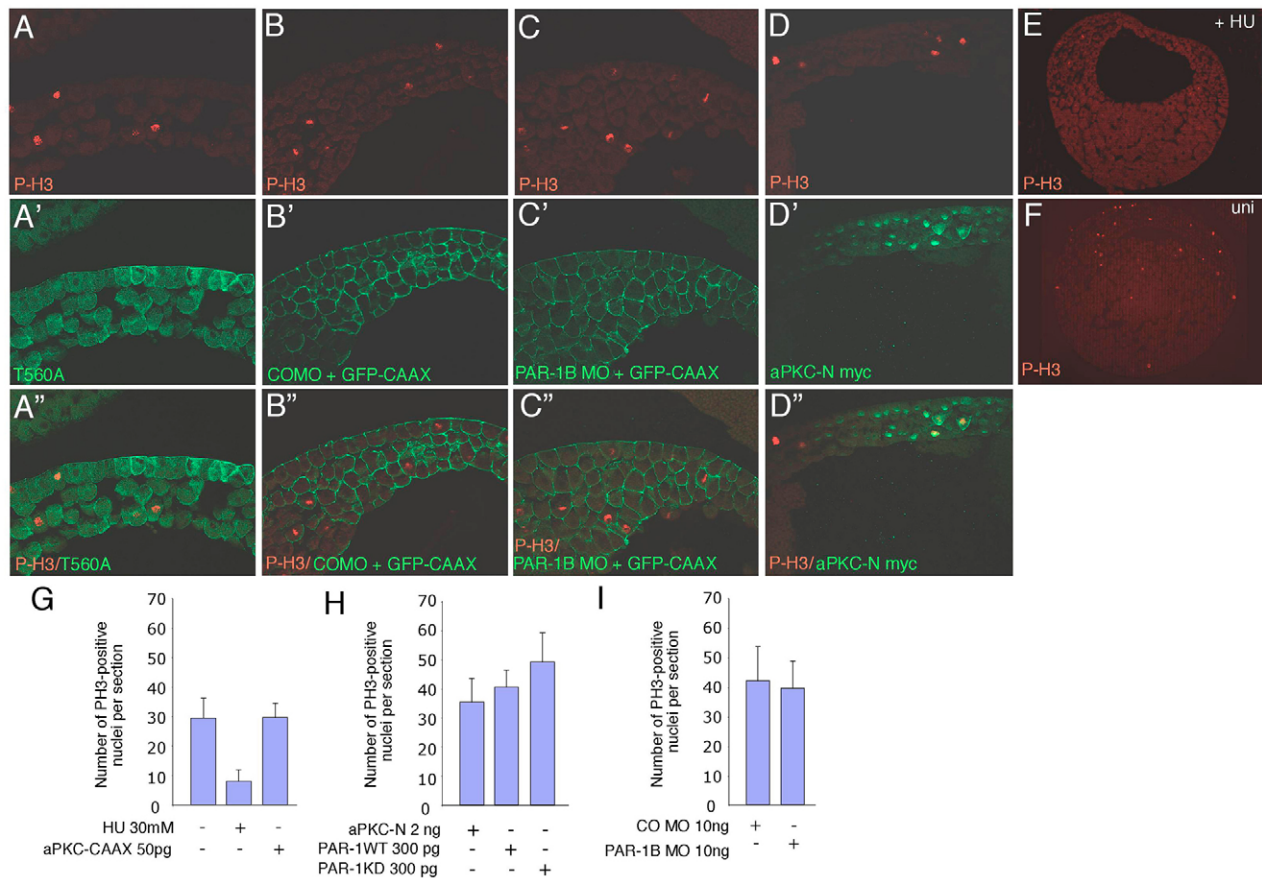 A
B
C
D
E
+ HU
P-H3
P-H3
P-H3
P-H3
P-H3
A'
B'
C'
D'
F
uni
T560A
COMO + GFP-CAAX
PAR-1B MO + GFP-CAAX
aPKC-N myc
P-H3
A"
B"
C"
D"
P-H3/T560A
P-H3/COMO + GFP-CAAX
P-H3/
PAR-1B MO + GFP-CAAX
P-H3/aPKC-N myc
G
Number of PH3-positive
nuclei per section
70
60
50
40
30
20
10
0
HU 30mM - + -
aPKC-CAAX 50pg - - +
H
Number of PH3-positive
nuclei per section
70
60
50
40
30
20
10
0
aPKC-N 2 ng + - -
PAR-1WT 300 pg - + -
PAR-1KD 300 pg - - +
I
Number of PH3-positive
nuclei per section
70
60
50
40
30
20
10
0
CO MO 10ng + -
PAR-1B MO 10ng - +